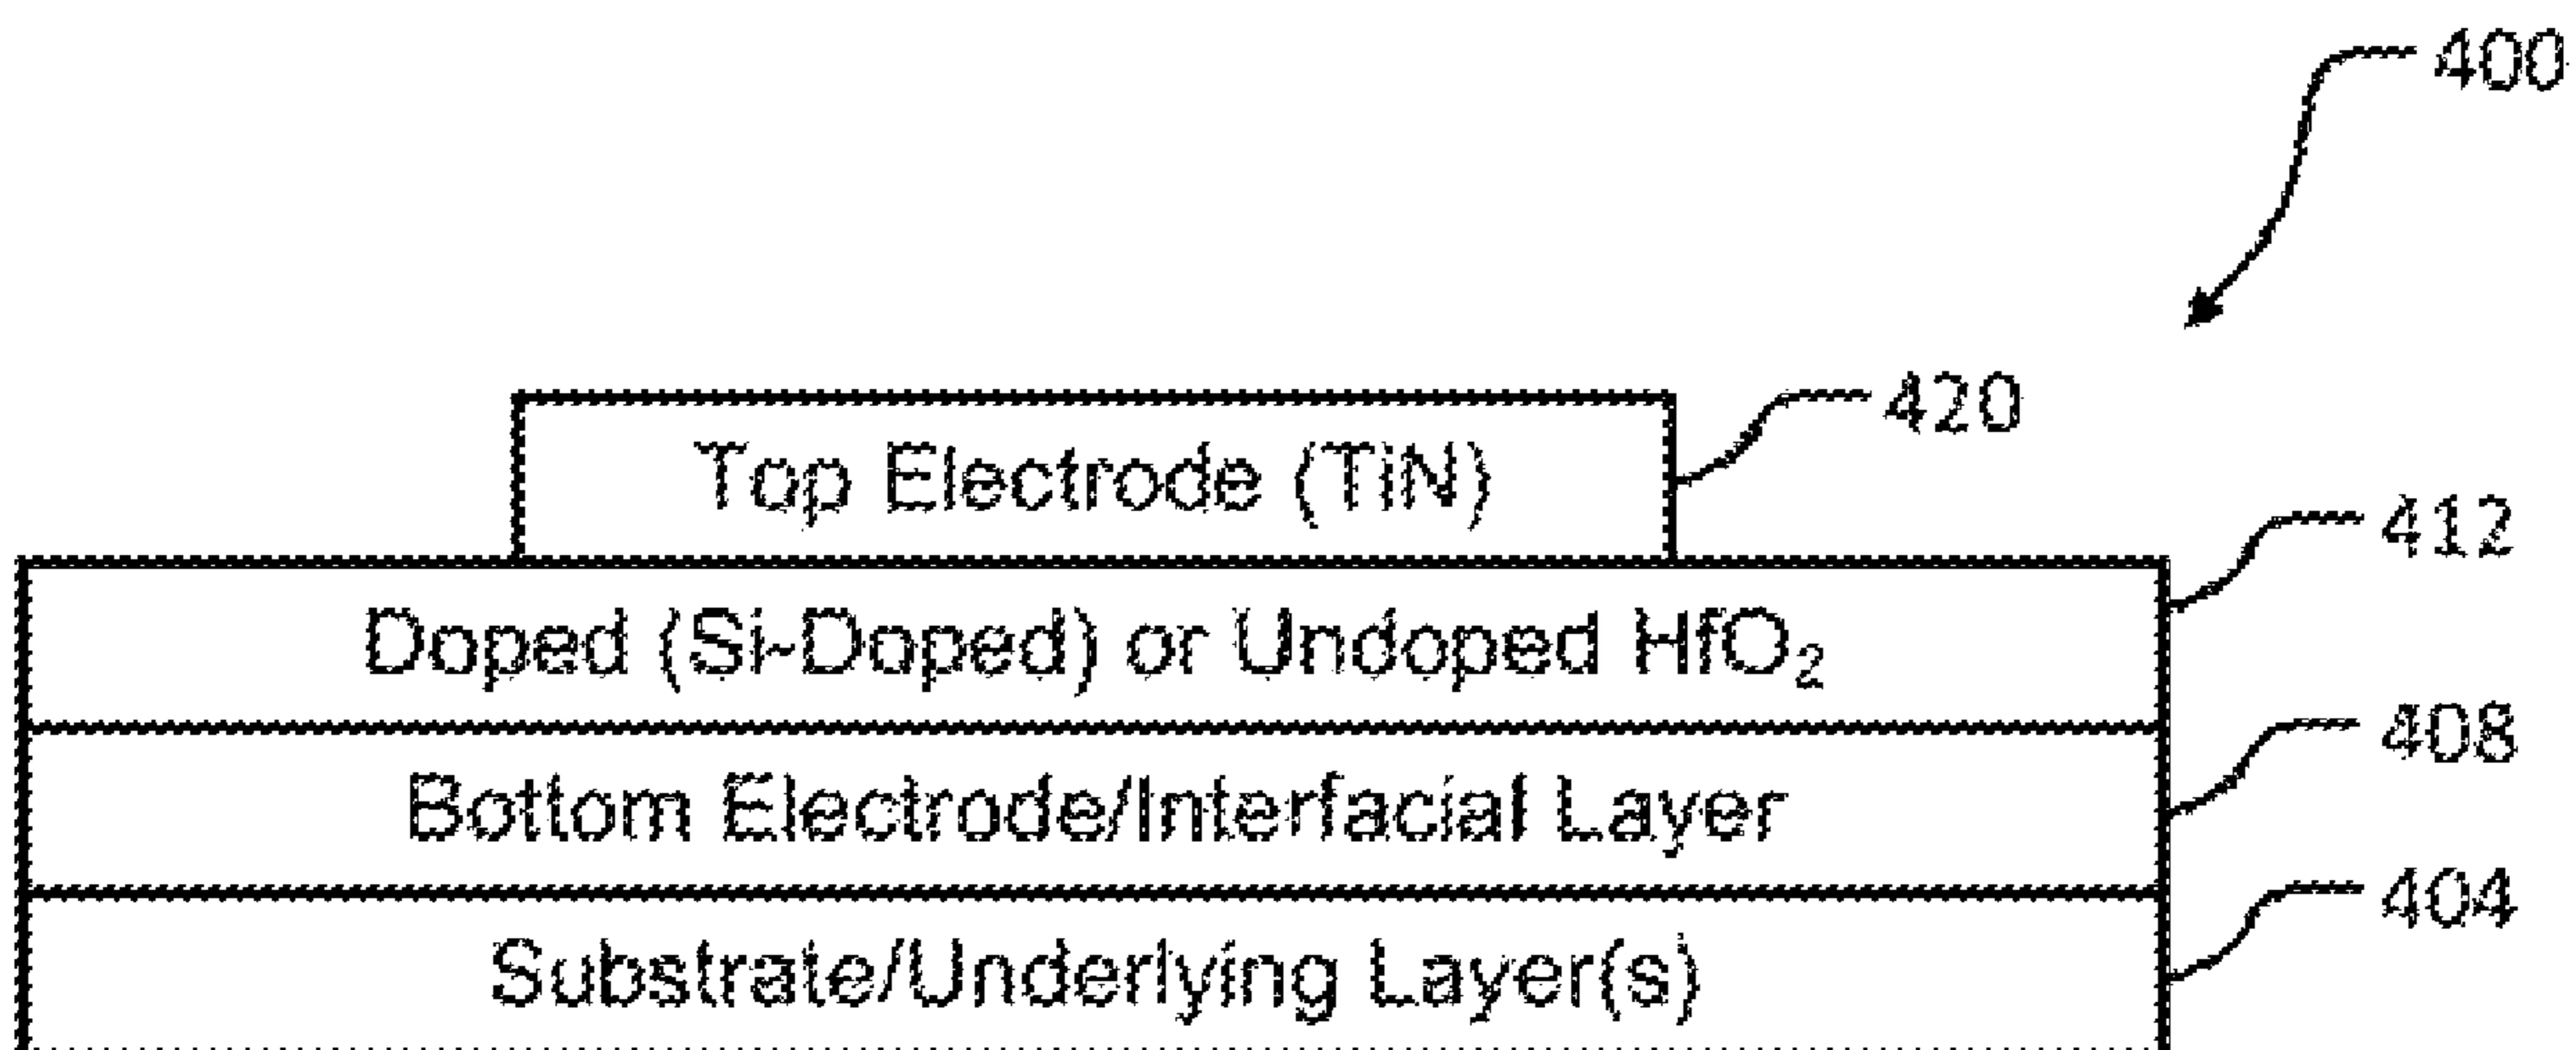 400
Top Electrode (TiN)
420
Doped (Si-Doped) or Undoped HfO₂
412
Bottom Electrode/Interfacial Layer
408
Substrate/Underlying Layer(s)
404